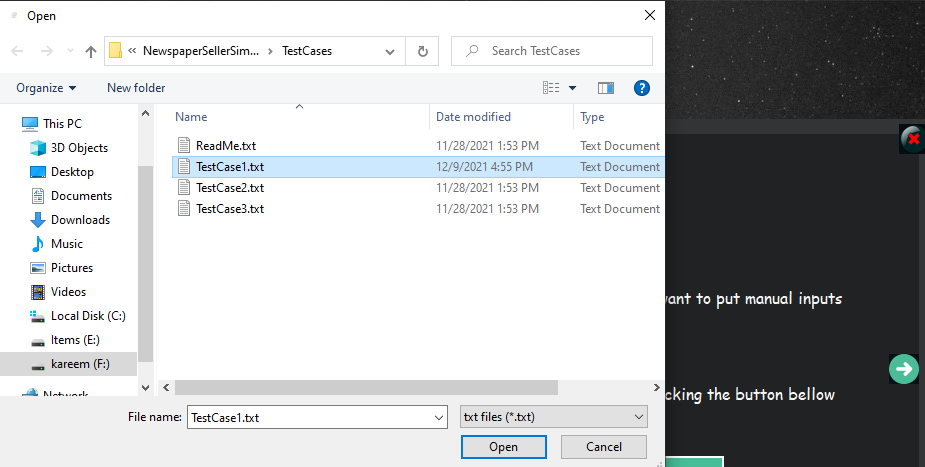 Open
NewspaperSellerSim... TestCases
Search TestCases
Organize New folder
Name Date modified Type
This PC
3D Objects
Desktop
Documents
Downloads
Music
Pictures
Videos
Local Disk (C:)
Items (E:)
kareem (F:)
Network
ReadMe.txt 11/28/2021 1:53 PM Text Document
TestCase1.txt 12/9/2021 4:55 PM Text Document
TestCase2.txt 11/28/2021 1:53 PM Text Document
TestCase3.txt 11/28/2021 1:53 PM Text Document
File name: TestCase1.txt txt files (*.txt)
Open Cancel
want to put manual inputs
cking the button bellow